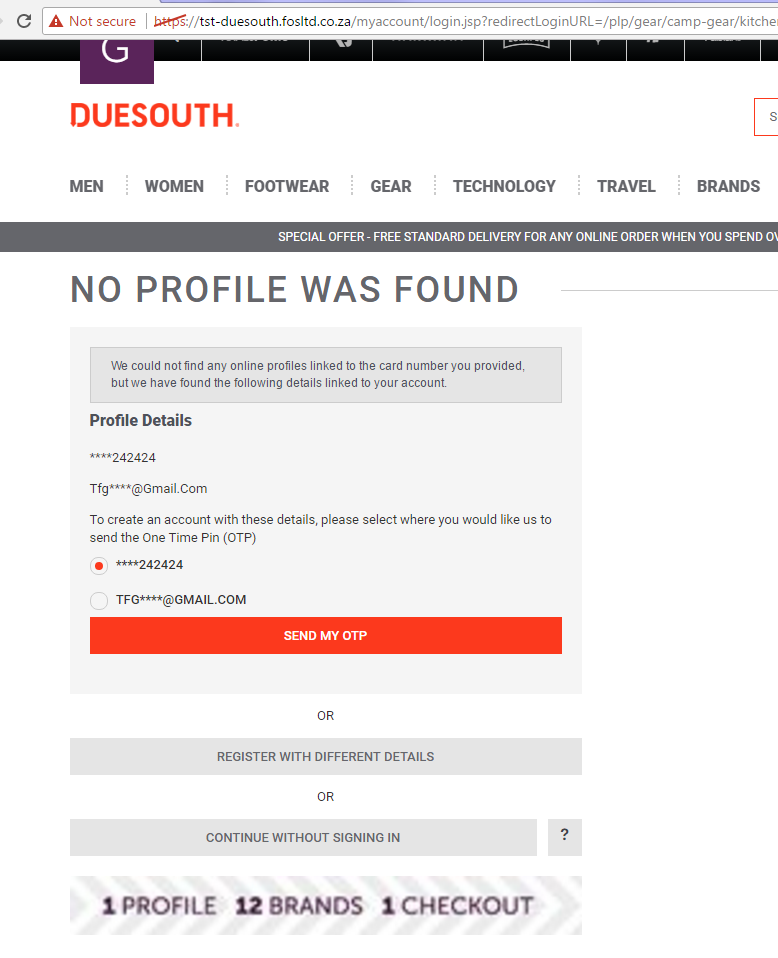 Not secure https://tst-duesouth.fosltd.co.za/myaccount/login.jsp?redirectLoginURL=/plp/gear/camp-gear/kitche
G
DUESOUTH
S
MEN WOMEN FOOTWEAR GEAR TECHNOLOGY TRAVEL BRANDS
SPECIAL OFFER - FREE STANDARD DELIVERY FOR ANY ONLINE ORDER WHEN YOU SPEND OV
NO PROFILE WAS FOUND
We could not find any online profiles linked to the card number you provided,
but we have found the following details linked to your account.
Profile Details
****242424
Tfg****@Gmail.Com
To create an account with these details, please select where you would like us to
send the One Time Pin (OTP)
****242424
TFG****@GMAIL.COM
SEND MY OTP
OR
REGISTER WITH DIFFERENT DETAILS
OR
CONTINUE WITHOUT SIGNING IN ?
1 PROFILE 12 BRANDS 1 CHECKOUT